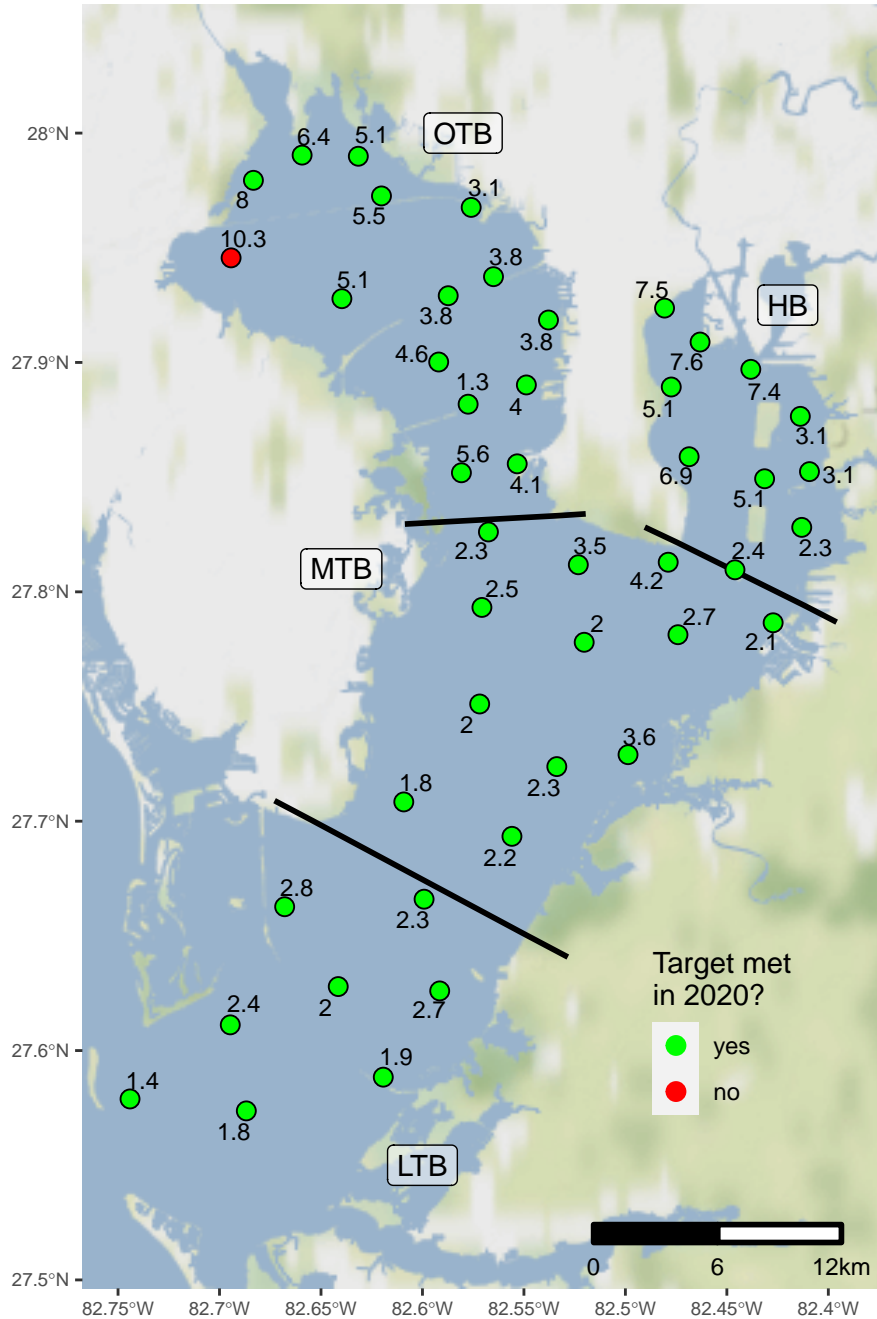 28°N
27.9°N
27.8°N
27.7°N
27.6°N
27.5°N
OTB
6.4
5.1
8
5.5
3.1
10.3
5.1
3.8
3.8
3.8
4.6
1.3
4
5.6
4.1
HB
7.5
7.6
7.4
5.1
3.1
6.9
5.1
3.1
2.3
2.4
MTB
2.3
3.5
4.2
2.5
2
2.7
2.1
2
3.6
2.3
1.8
2.2
2.8
2.3
2
2.7
2.4
1.9
1.4
1.8
LTB
Target met
in 2020?
yes
no
0 6 12km
82.75°W 82.7°W 82.65°W 82.6°W 82.55°W 82.5°W 82.45°W 82.4°W